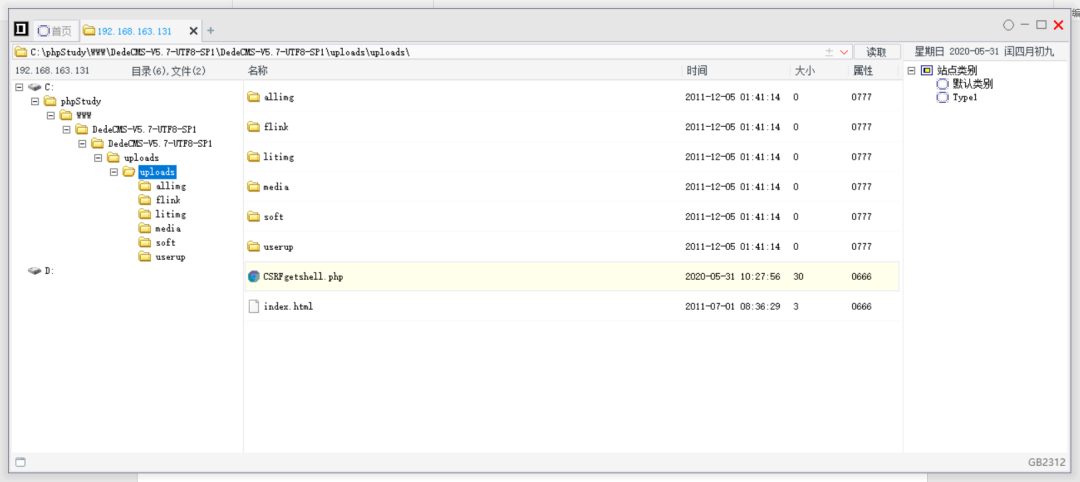 首页
192.168.163.131
编
C:\phpStudy\WWW\DedeCMS-V5.7-UTF8-SP1\DedeCMS-V5.7-UTF8-SP1\uploads\uploads\
读取
星期日 2020-05-31 闰四月初九
192.168.163.131 目录(6),文件(2)
名称 时间 大小 属性
C:
phpStudy
WWW
DedeCMS-V5.7-UTF8-SP1
DedeCMS-V5.7-UTF8-SP1
uploads
uploads
allimg
flink
litimg
media
soft
userup
D:
allimg 2011-12-05 01:41:14 0 0777
flink 2011-12-05 01:41:14 0 0777
litimg 2011-12-05 01:41:14 0 0777
media 2011-12-05 01:41:14 0 0777
soft 2011-12-05 01:41:14 0 0777
userup 2011-12-05 01:41:14 0 0777
CSRFgetshell.php 2020-05-31 10:27:56 30 0666
index.html 2011-07-01 08:36:29 3 0666
站点类别
默认类别
Type1
GB2312